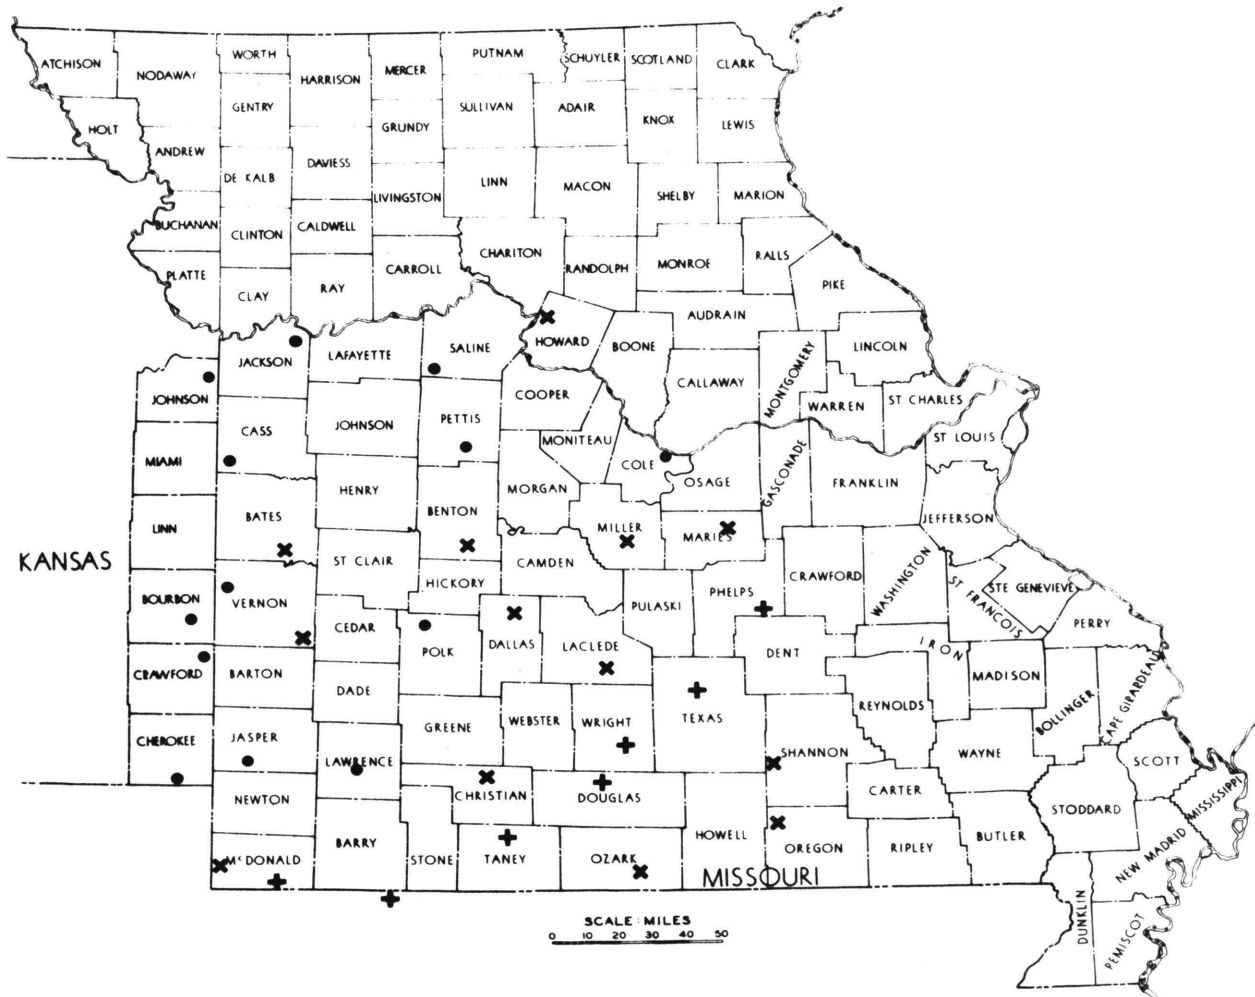 WORTH
PUTNAM
SCHUYLER
SCOTLAND
ATCHISON
NODAWAY
HARRISON
MERCER
CLARK
GENTRY
SULLIVAN
ADAIR
HOLT
GRUNDY
KNOX
LEWIS
ANDREW
DAVIESS
DE KALB
LINN
MACON
LIVINGSTON
SHELBY
MARION
BUCHANAN
CLINTON
CALDWELL
CHARITON
PLATTE
CARROLL
RANDOLPH
MONROE
RALLS
CLAY
RAY
PIKE
AUDRAIN
HOWARD
BOONE
JACKSON
LAFAYETTE
SALINE
LINCOLN
MONTGOMERY
CALLAWAY
JOHNSON
COOPER
WARREN
ST CHARLES
CASS
JOHNSON
PETTIS
MONITEAU
ST LOUIS
MIAMI
COLE
OSAGE
GASCONADE
FRANKLIN
HENRY
MORGAN
BATES
BENTON
JEFFERSON
LINN
MILLER
MARIES
KANSAS
ST CLAIR
CAMDEN
HICKORY
CRAWFORD
WASHINGTON
ST FRANCOIS
STE GENEVIEVE
BOURBON
VERNON
PULASKI
PHELPS
CEDAR
PERRY
POLK
DALLAS
LACLEDE
DENT
IRON
CRAWFORD
BARTON
MADISON
DADE
BOLLINGER
CAPE GIRARDEAU
REYNOLDS
GREENE
WEBSTER
WRIGHT
TEXAS
CHEROKEE
JASPER
SHANNON
WAYNE
LAWRENCE
SCOTT
CARTER
NEWTON
CHRISTIAN
DOUGLAS
STODDARD
MISSISSIPPI
HOWELL
BARRY
OREGON
RIPLEY
BUTLER
NEW MADRID
McDONALD
STONE
TANEY
OZARK
MISSOURI
DUNKLIN
PEMISCOT
SCALE : MILES
0 10 20 30 40 50